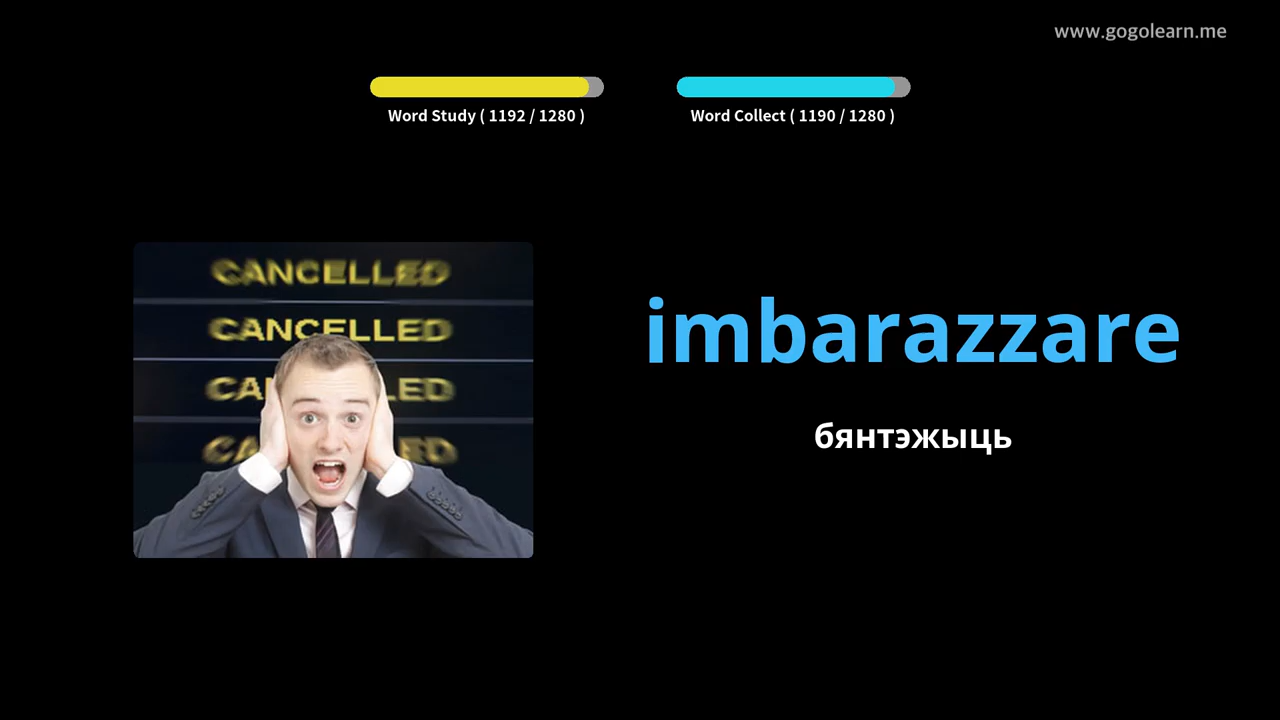 www.gogolearn.me
Word Study ( 1192 / 1280 )
Word Collect ( 1190 / 1280 )
CANCELLED
CANCELLED
imbarazzare
бянтэжыць